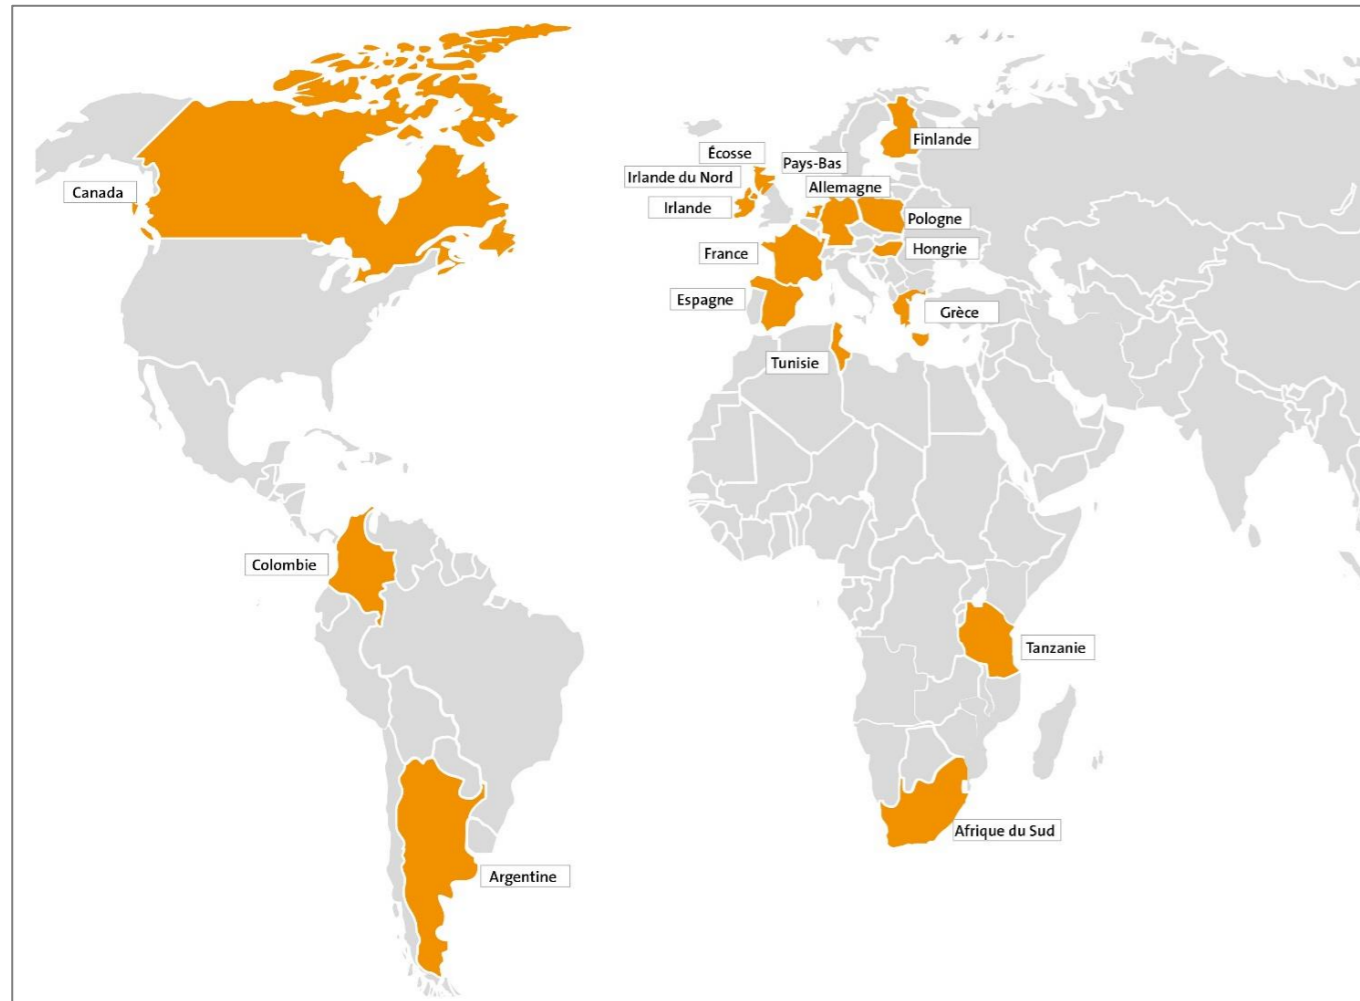 Finlande
Écosse
Pays-Bas
Irlande du Nord
Allemagne
Canada
Irlande
Pologne
Hongrie
France
Espagne
Grèce
Tunisie
Colombie
Tanzanie
Afrique du Sud
Argentine